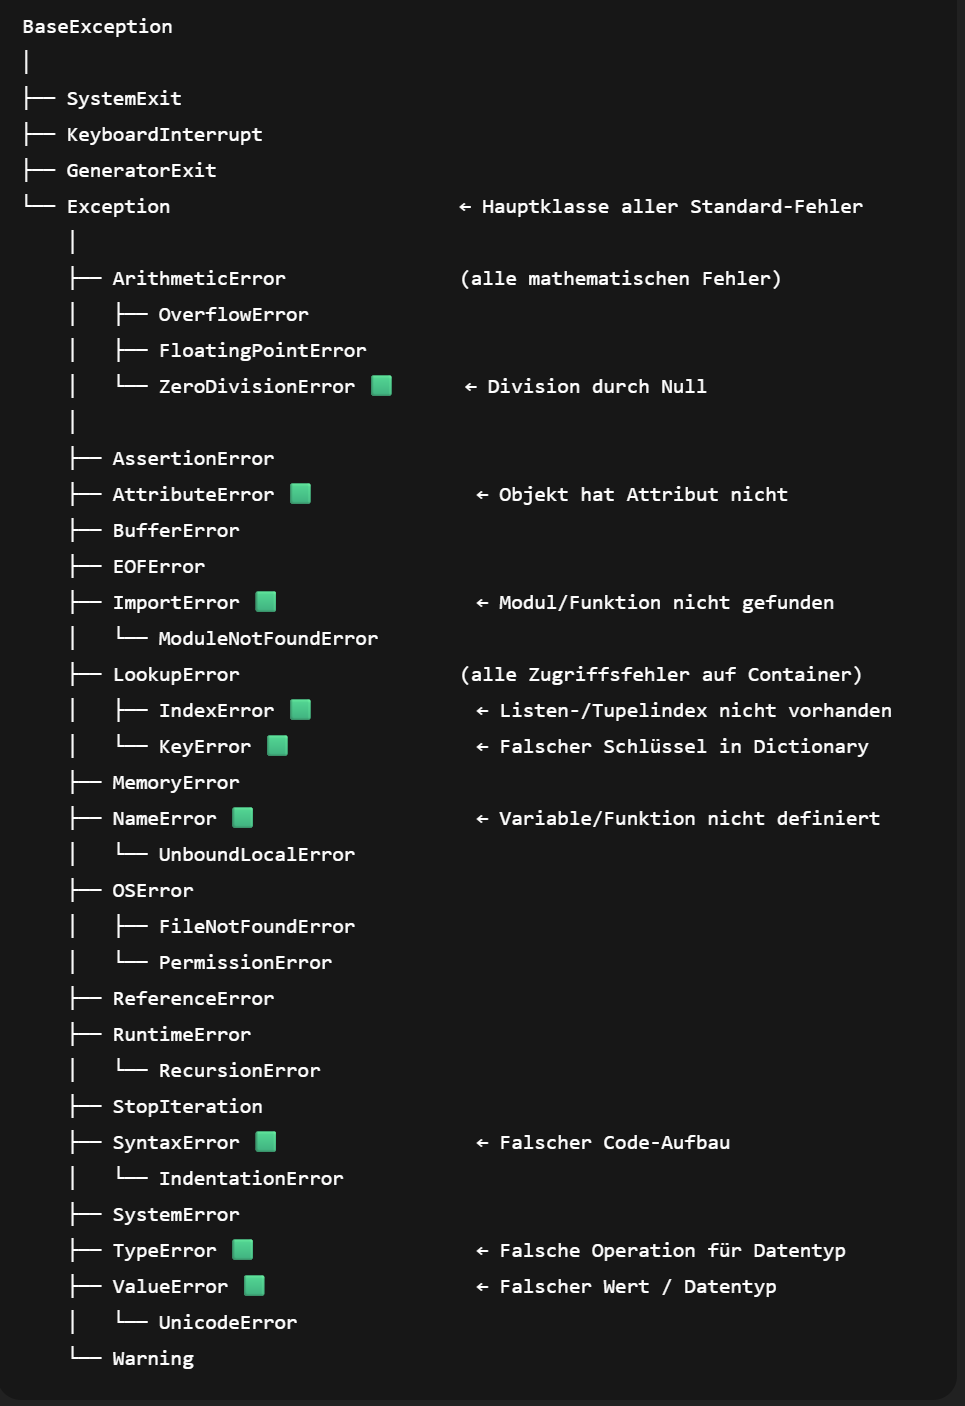 BaseException
│
├── SystemExit
├── KeyboardInterrupt
├── GeneratorExit
└── Exception                         ← Hauptklasse aller Standard-Fehler
    │
    ├── ArithmeticError               (alle mathematischen Fehler)
    │   ├── OverflowError
    │   ├── FloatingPointError
    │   └── ZeroDivisionError 🟩      ← Division durch Null
    │
    ├── AssertionError
    ├── AttributeError 🟩              ← Objekt hat Attribut nicht
    ├── BufferError
    ├── EOFError
    ├── ImportError 🟩                 ← Modul/Funktion nicht gefunden
    │   └── ModuleNotFoundError
    ├── LookupError                   (alle Zugriffsfehler auf Container)
    │   ├── IndexError 🟩              ← Listen-/Tupelindex nicht vorhanden
    │   └── KeyError 🟩                ← Falscher Schlüssel in Dictionary
    ├── MemoryError
    ├── NameError 🟩                   ← Variable/Funktion nicht definiert
    │   └── UnboundLocalError
    ├── OSError
    │   ├── FileNotFoundError
    │   └── PermissionError
    ├── ReferenceError
    ├── RuntimeError
    │   └── RecursionError
    ├── StopIteration
    ├── SyntaxError 🟩                 ← Falscher Code-Aufbau
    │   └── IndentationError
    ├── SystemError
    ├── TypeError 🟩                   ← Falsche Operation für Datentyp
    ├── ValueError 🟩                  ← Falscher Wert / Datentyp
    │   └── UnicodeError
    └── Warning